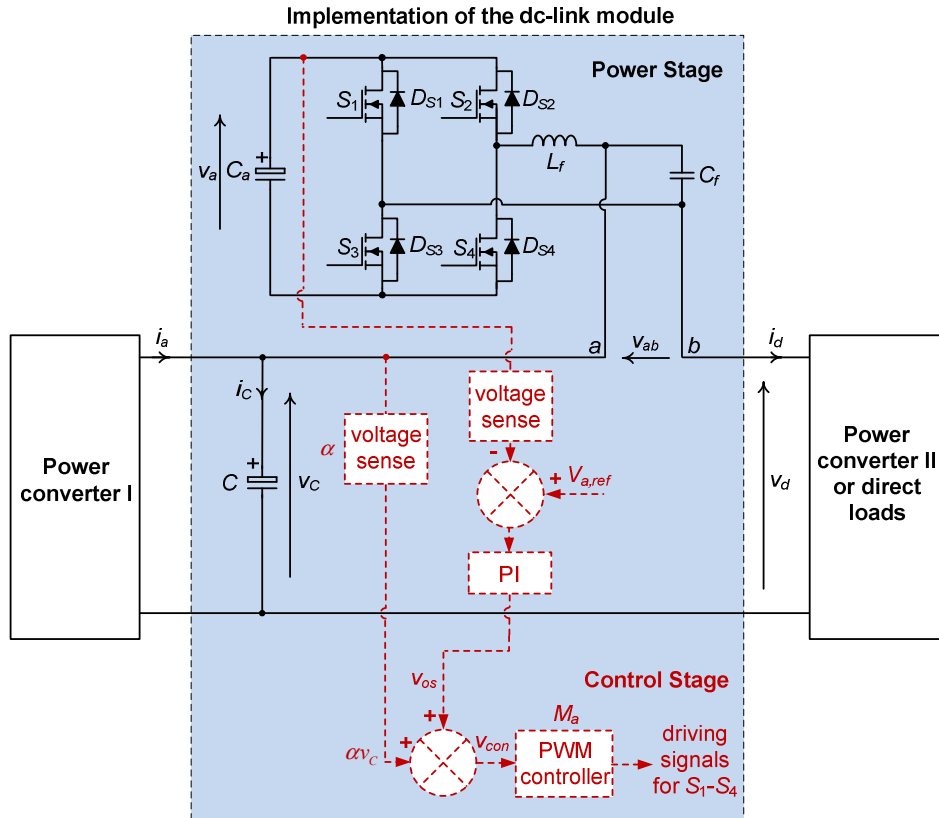 Implementation of the dc-link module
Power Stage
S1
DS1
S2
DS2
va
+
Ca
Lf
Cf
S3
DS3
S4
DS4
ia
a
vab
b
id
iC
voltage
sense
α
voltage
sense
-
+
Va,ref
Power
converter I
+
C
vC
vd
Power
converter II
or direct
loads
PI
Control Stage
vos
+
+
αvC
vcon
Ma
PWM
controller
driving
signals
for S1-S4